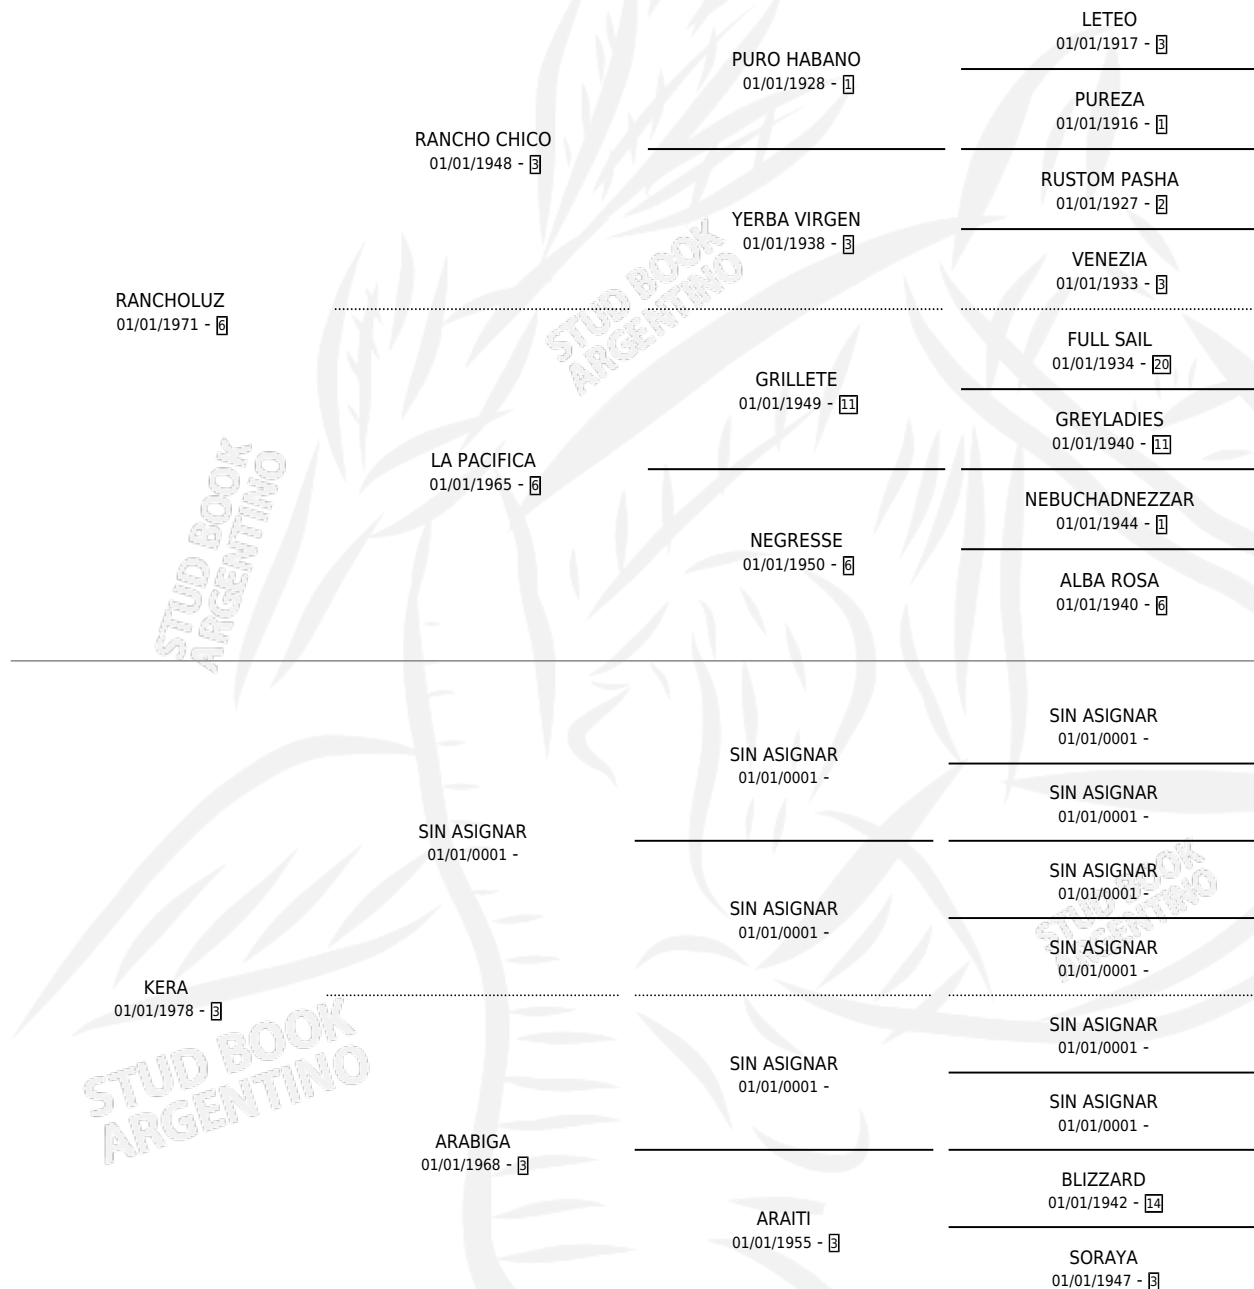 LETEO
01/01/1917 - 3
PURO HABANO
01/01/1928 - 1
PUREZA
01/01/1916 - 1
RANCHO CHICO
01/01/1948 - 3
RUSTOM PASHA
01/01/1927 - 2
YERBA VIRGEN
01/01/1938 - 3
VENEZIA
01/01/1933 - 3
RANCHOLUZ
01/01/1971 - 6
STUD BOOK
ARGENTINO
FULL SAIL
01/01/1934 - 20
GRILLETE
01/01/1949 - 11
GREYLADIES
01/01/1940 - 11
LA PACIFICA
01/01/1965 - 6
NEBUCHADNEZZAR
01/01/1944 - 1
NEGRESSE
01/01/1950 - 6
ALBA ROSA
01/01/1940 - 6
STUD BOOK
ARGENTINO
SIN ASIGNAR
01/01/0001 -
SIN ASIGNAR
01/01/0001 -
SIN ASIGNAR
01/01/0001 -
SIN ASIGNAR
01/01/0001 -
SIN ASIGNAR
01/01/0001 -
SIN ASIGNAR
01/01/0001 -
SIN ASIGNAR
01/01/0001 -
STUD BOOK
ARGENTINO
KERA
01/01/1978 - 3
STUD BOOK
ARGENTINO
SIN ASIGNAR
01/01/0001 -
SIN ASIGNAR
01/01/0001 -
SIN ASIGNAR
01/01/0001 -
ARABIGA
01/01/1968 - 3
BLIZZARD
01/01/1942 - 14
ARAITI
01/01/1955 - 3
SORAYA
01/01/1947 - 3